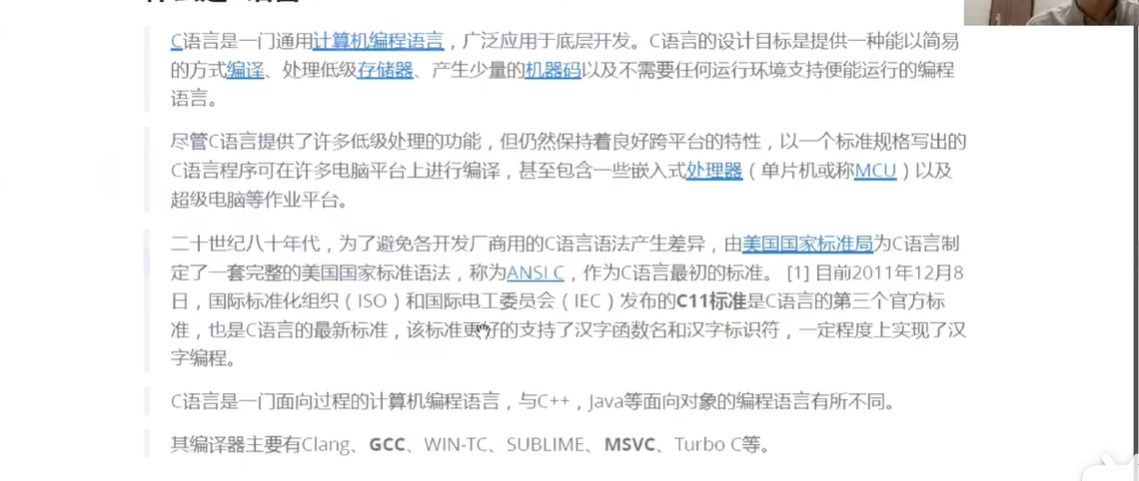 C语言是一门通用计算机编程语言，广泛应用于底层开发。C语言的设计目标是提供一种能以简易
的方式编译、处理低级存储器、产生少量的机器码以及不需要任何运行环境支持便能运行的编程
语言。
尽管C语言提供了许多低级处理的功能，但仍然保持着良好跨平台的特性，以一个标准规格写出的
C语言程序可在许多电脑平台上进行编译，甚至包含一些嵌入式处理器（单片机或称MCU）以及
超级电脑等作业平台。
二十世纪八十年代，为了避免各开发厂商用的C语言语法产生差异，由美国国家标准局为C语言制
定了一套完整的美国国家标准语法，称为ANSI C，作为C语言最初的标准。 [1] 目前2011年12月8
日，国际标准化组织（ISO）和国际电工委员会（IEC）发布的C11标准是C语言的第三个官方标
准，也是C语言的最新标准，该标准更好的支持了汉字函数名和汉字标识符，一定程度上实现了汉
字编程。
C语言是一门面向过程的计算机编程语言，与C++，Java等面向对象的编程语言有所不同。
其编译器主要有Clang、GCC、WIN-TC、SUBLIME、MSVC、Turbo C等。